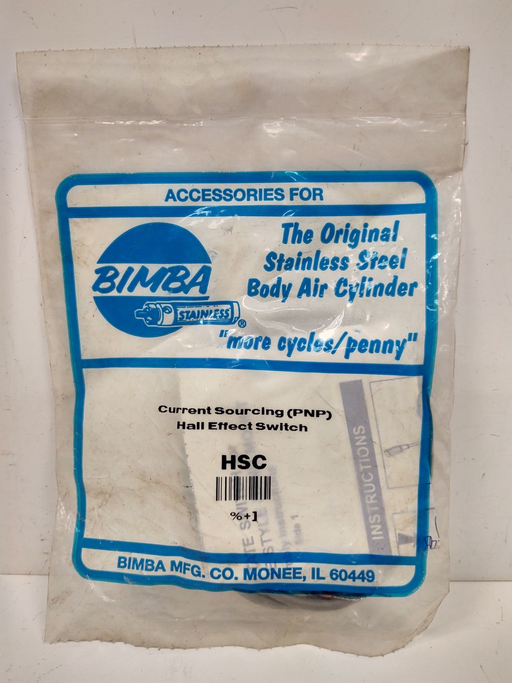 ACCESSORIES FOR
BIMBA
STAINLESS
®
The Original
Stainless Steel
Body Air Cylinder
"more cycles/penny"
Current Sourcing (PNP)
Hall Effect Switch
HSC
%+]
INSTRUCTIONS
BIMBA MFG. CO. MONEE, IL 60449